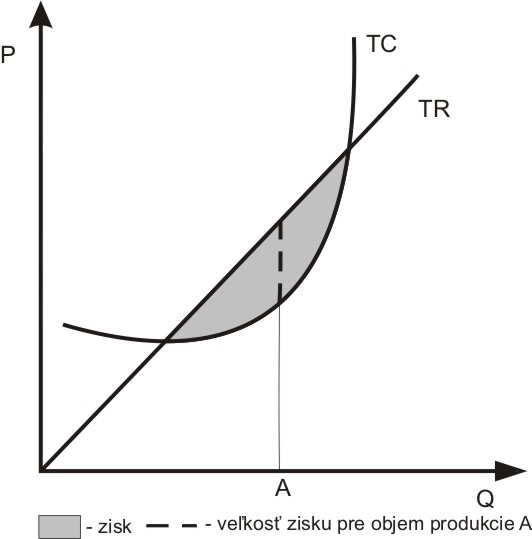 P
TC
TR
A
Q
- zisk
- veľkosť zisku pre objem produkcie A